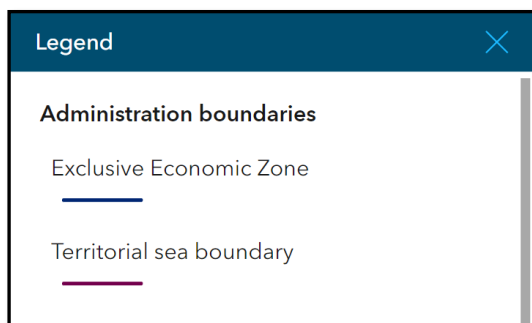 Legend
Administration boundaries
Exclusive Economic Zone
Territorial sea boundary